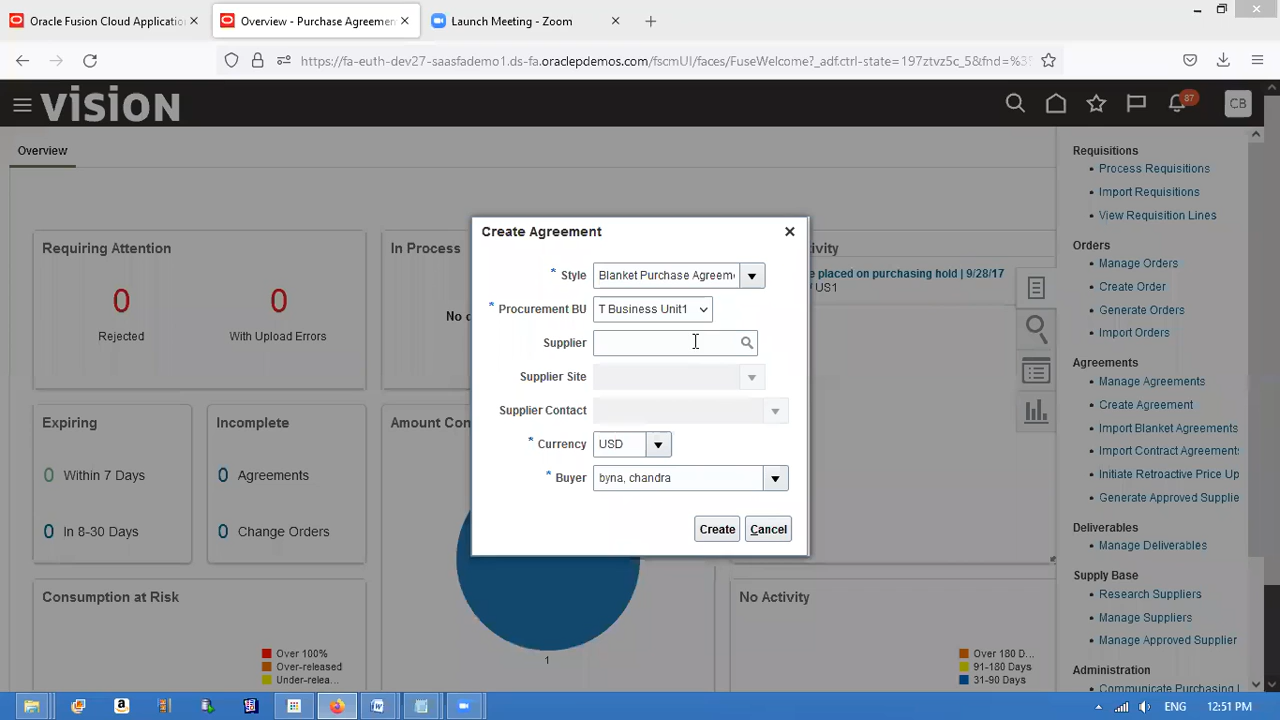 Oracle Fusion Cloud Applicatio
Overview - Purchase Agreemen
Launch Meeting - Zoom
https://fa-euth-dev27-saasfademo1.ds-fa.oraclepdemos.com/fscmUI/faces/FuseWelcome?_adf.ctrl-state=197ztvz5c_5&fnd=%3
VISION
87
CB
Overview
Requiring Attention
0
0
Rejected
With Upload Errors
In Process
No c
ctivity
e placed on purchasing hold | 9/28/17
US1
Expiring
0 Within 7 Days
0 In 8-30 Days
Incomplete
0 Agreements
0 Change Orders
Amount Con
1
Consumption at Risk
Over 100%
Over-released
Under-relea...
No Activity
Over 180 D...
91-180 Days
31-90 Days
Create Agreement
* Style Blanket Purchase Agreem
* Procurement BU T Business Unit1
Supplier
Supplier Site
Supplier Contact
* Currency USD
* Buyer byna, chandra
Create Cancel
Requisitions
Process Requisitions
Import Requisitions
View Requisition Lines
Orders
Manage Orders
Create Order
Generate Orders
Import Orders
Agreements
Manage Agreements
Create Agreement
Import Blanket Agreements
Import Contract Agreement
Initiate Retroactive Price Up
Generate Approved Supplie
Deliverables
Manage Deliverables
Supply Base
Research Suppliers
Manage Suppliers
Manage Approved Supplier
Administration
Communicate Purchasing
ENG
12:51 PM